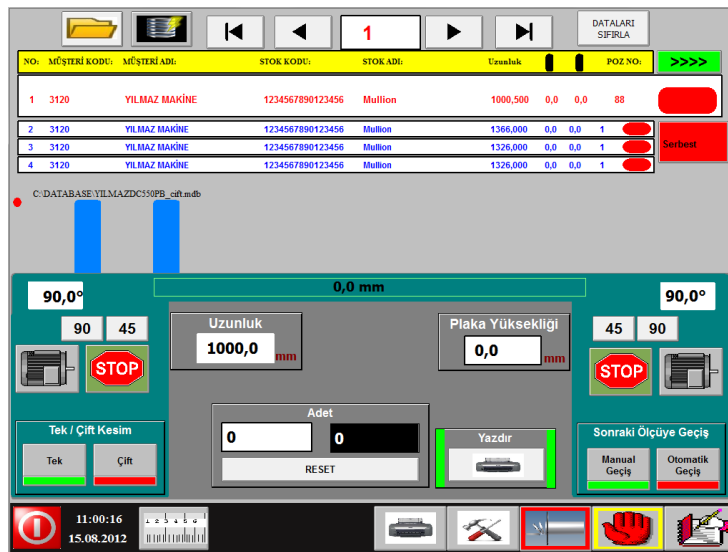 1
DATALARI
SIFIRLA
NO: MÜŞTERİ KODU: MÜŞTERİ ADI: STOK KODU: STOK ADI: Uzunluk POZ NO: >>>>
1 3120 YILMAZ MAKİNE 1234567890123456 Mullion 1000,500 0,0 0,0 88
2 3120 YILMAZ MAKİNE 1234567890123456 Mullion 1366,000 0,0 0,0 1
3 3120 YILMAZ MAKİNE 1234567890123456 Mullion 1326,000 0,0 0,0 1
4 3120 YILMAZ MAKİNE 1234567890123456 Mullion 1326,000 0,0 0,0 1
Serbest
C:\DATABASE\YILMAZDC550PB_cift.mdb
0,0 mm
90,0° 90,0°
90 45
Uzunluk
1000,0 mm
Plaka Yüksekliği
0,0 mm
45 90
STOP
STOP
Adet
0 0
RESET
Tek / Çift Kesim
Tek Çift
Yazdır
Sonraki Ölçüye Geçiş
Manual
Geçiş
Otomatik
Geçiş
11:00:16
15.08.2012
1 2 3 4 5 6